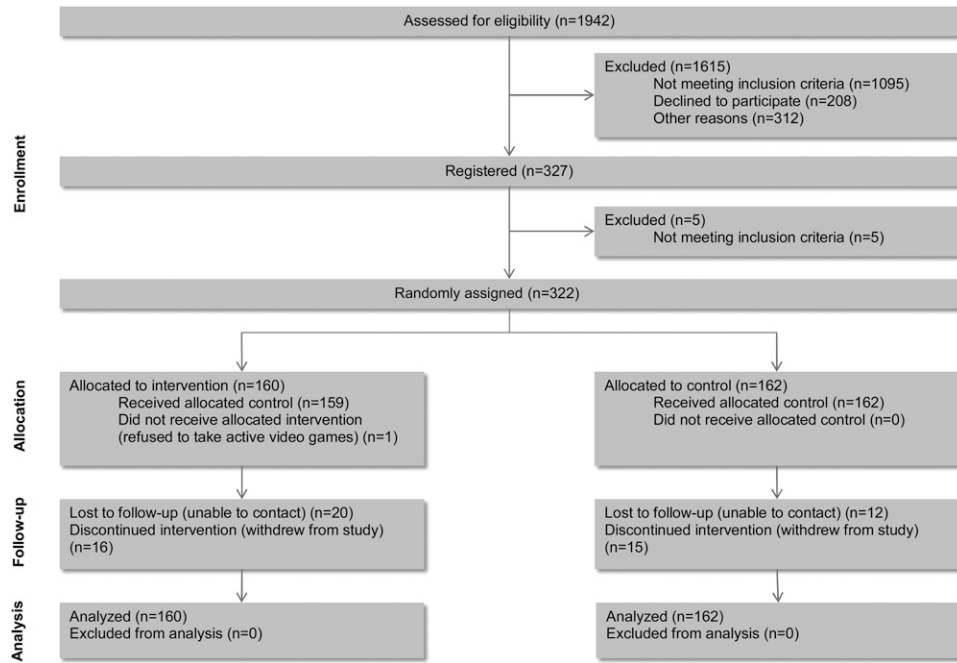 Assessed for eligibility (n=1942)
Excluded (n=1615)
Not meeting inclusion criteria (n=1095)
Declined to participate (n=208)
Other reasons (n=312)
Enrollment
Registered (n=327)
Excluded (n=5)
Not meeting inclusion criteria (n=5)
Randomly assigned (n=322)
Allocation
Allocated to intervention (n=160)
Received allocated control (n=159)
Did not receive allocated intervention
(refused to take active video games) (n=1)
Allocated to control (n=162)
Received allocated control (n=162)
Did not receive allocated control (n=0)
Follow-up
Lost to follow-up (unable to contact) (n=20)
Discontinued intervention (withdrew from study)
(n=16)
Lost to follow-up (unable to contact) (n=12)
Discontinued intervention (withdrew from study)
(n=15)
Analysis
Analyzed (n=160)
Excluded from analysis (n=0)
Analyzed (n=162)
Excluded from analysis (n=0)